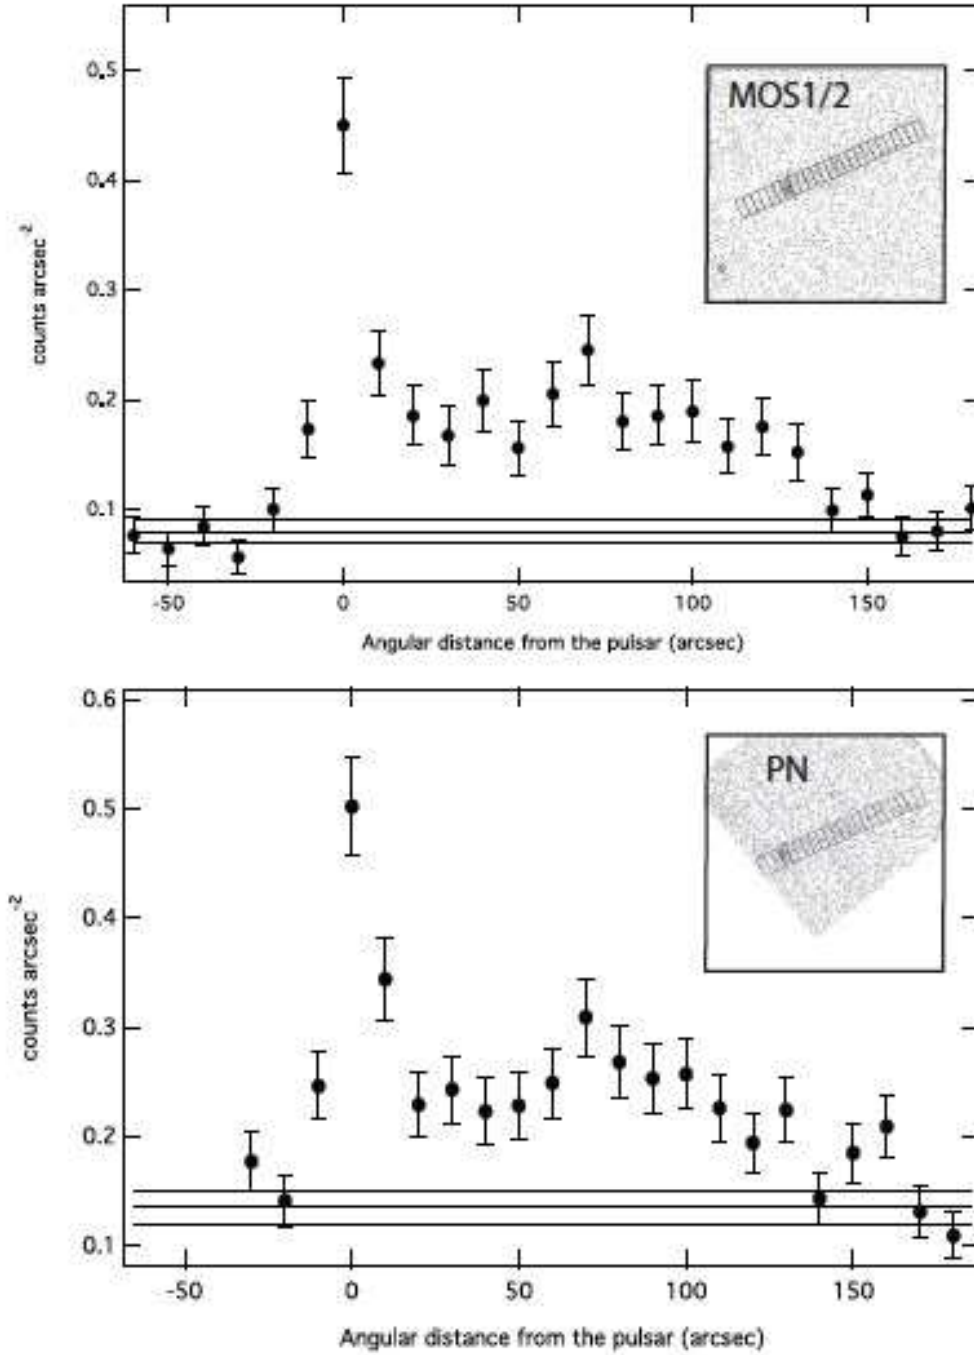 0.5
MOS1/2
0.4
counts arcsec-2
0.3
0.2
0.1
-50 0 50 100 150
Angular distance from the pulsar (arcsec)
0.6
PN
0.5
0.4
counts arcsec-2
0.3
0.2
0.1
-50 0 50 100 150
Angular distance from the pulsar (arcsec)